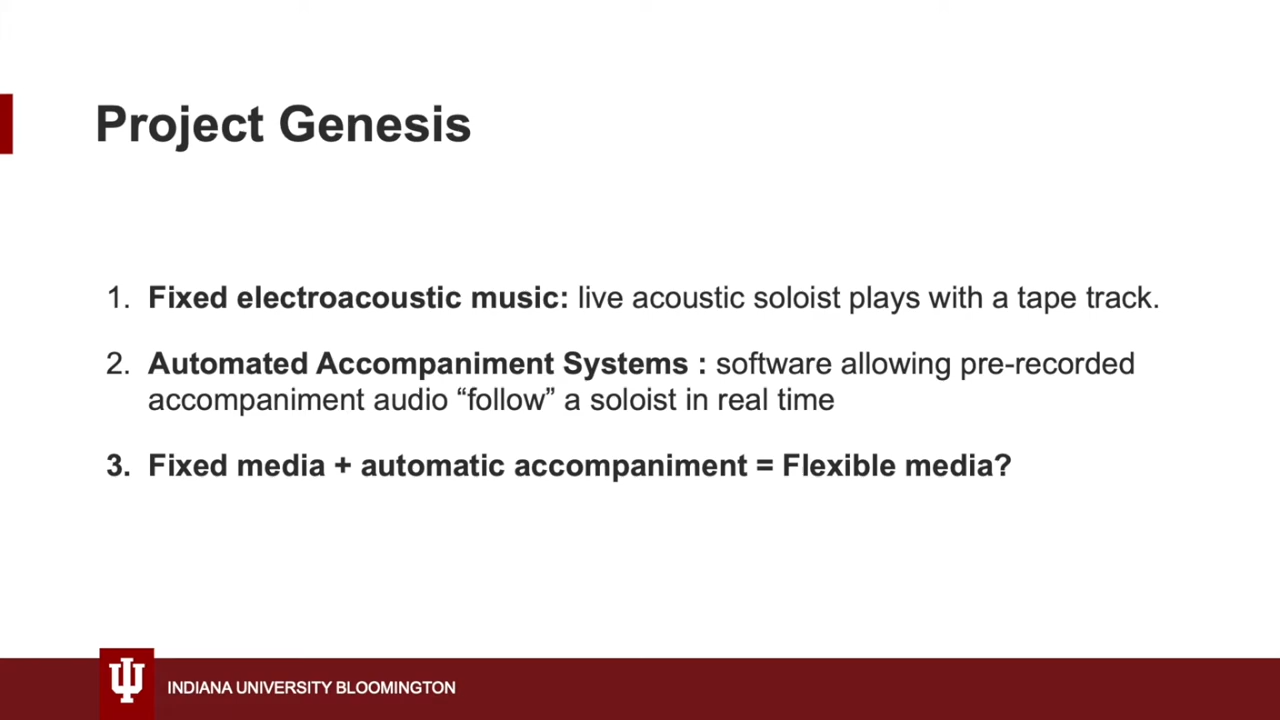 Project Genesis
1. Fixed electroacoustic music: live acoustic soloist plays with a tape track.
2. Automated Accompaniment Systems : software allowing pre-recorded
accompaniment audio “follow” a soloist in real time
3. Fixed media + automatic accompaniment = Flexible media?
INDIANA UNIVERSITY BLOOMINGTON